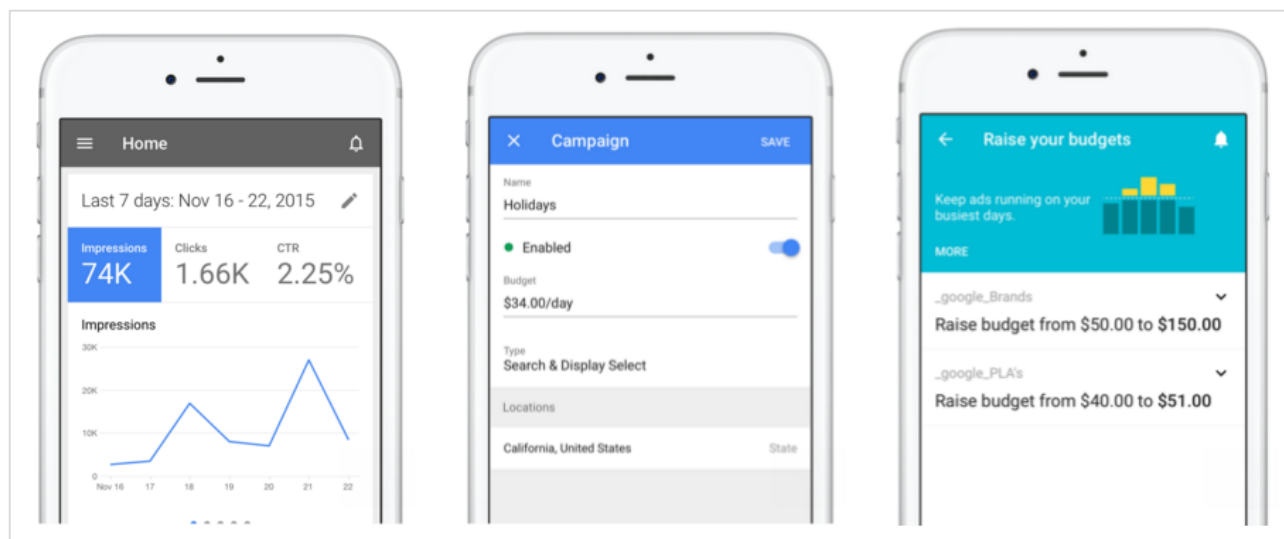 Home
Last 7 days: Nov 16 - 22, 2015
Impressions Clicks CTR
74K 1.66K 2.25%
Impressions
30K
20K
10K
0
Nov 16 17 18 19 20 21 22
Campaign SAVE
Name
Holidays
Enabled
Budget
$34.00/day
Type
Search & Display Select
Locations
California, United States State
Raise your budgets
Keep ads running on your
busiest days.
MORE
_google_Brands
Raise budget from $50.00 to $150.00
_google_PLA's
Raise budget from $40.00 to $51.00